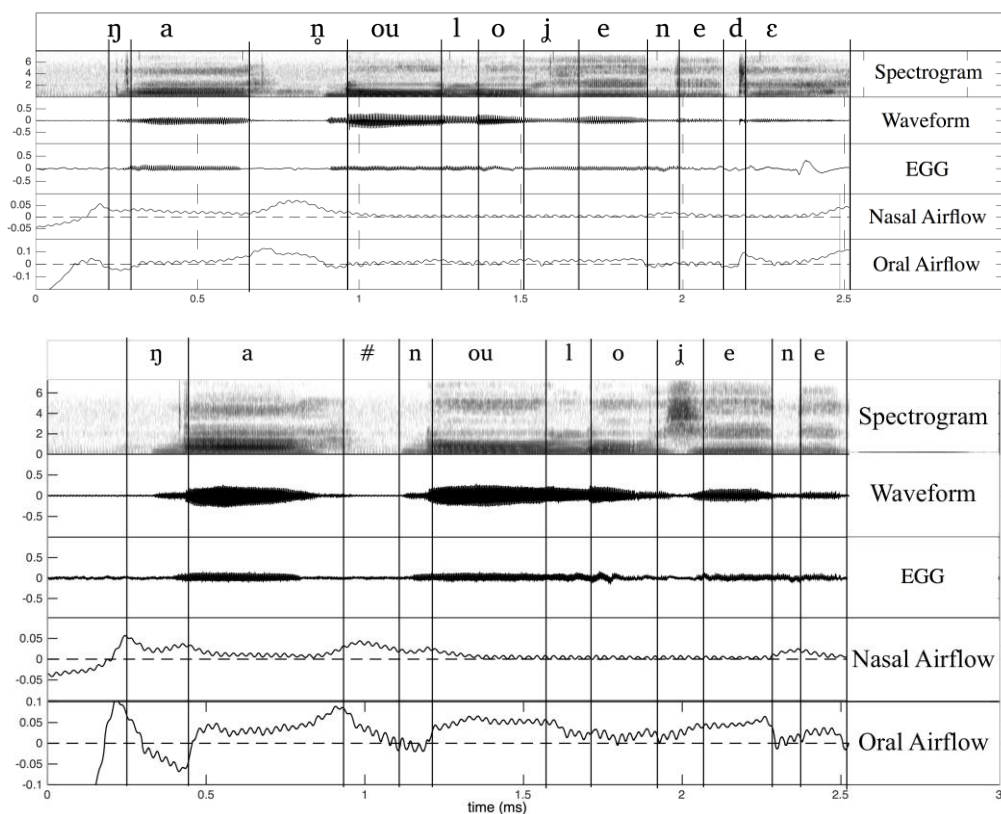 ŋ a n̥ ou l o j e n e d ɛ
6
4
2
Spectrogram
0.5
-0.5
Waveform
0.5
0
-0.5
EGG
0.05
0
-0.05
Nasal Airflow
0.1
0
-0.1
Oral Airflow
0 0.5 1 1.5 2 2.5
ŋ a # n ou l o ʝ e n e
6
4
2
0
Spectrogram
0.5
0
-0.5
Waveform
0.5
0
-0.5
EGG
0.05
0
-0.05
Nasal Airflow
0.1
0.05
0
-0.05
-0.1
Oral Airflow
0 0.5 1 1.5 2 2.5 3
time (ms)